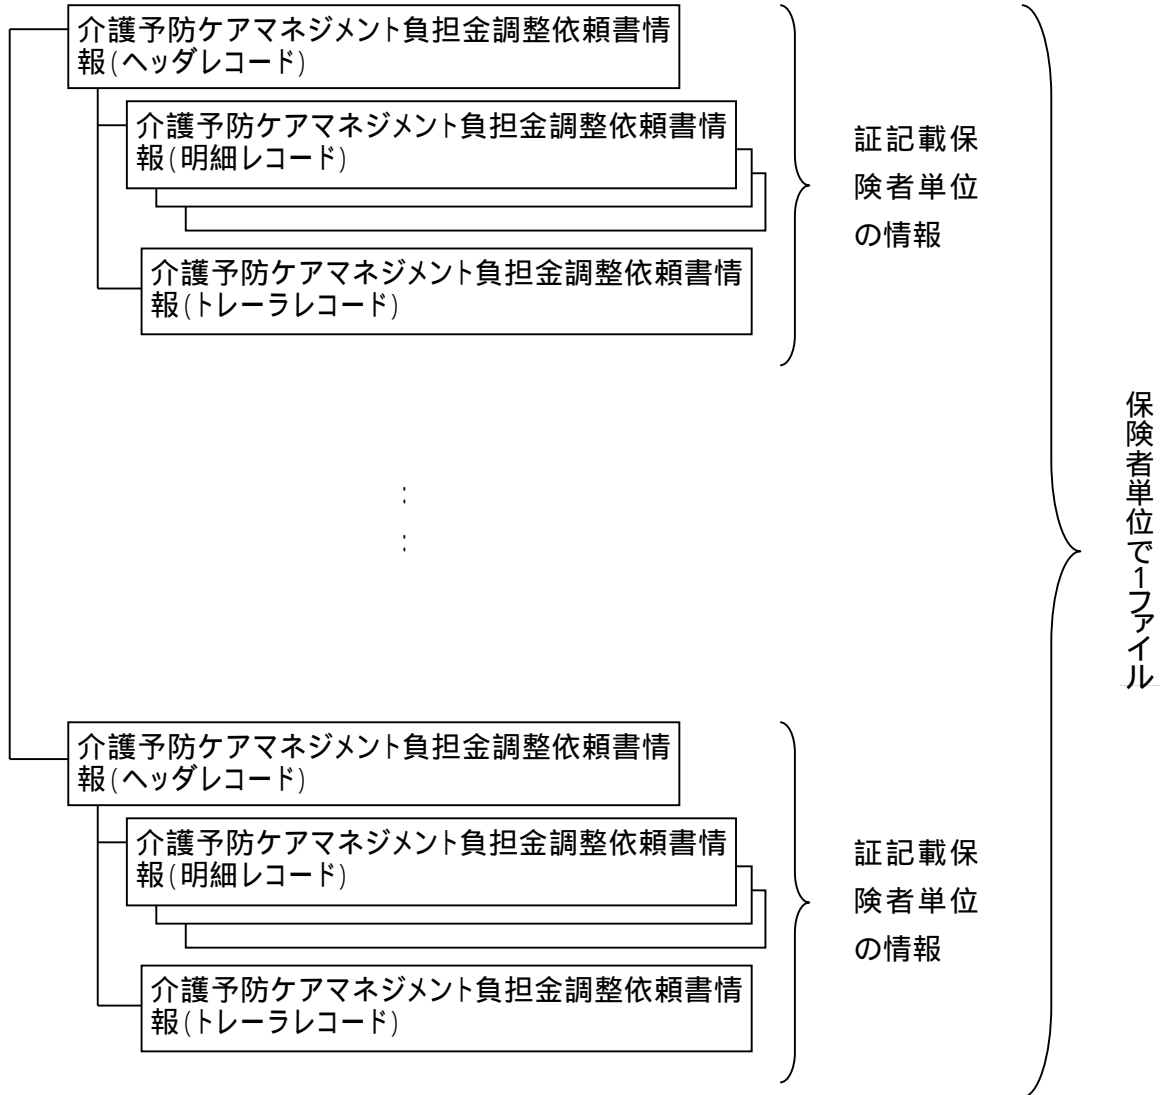 介護予防ケアマネジメント負担金調整依頼書情
報(ヘッダレコード)
介護予防ケアマネジメント負担金調整依頼書情
報(明細レコード)
介護予防ケアマネジメント負担金調整依頼書情
報(トレーラレコード)
証記載保
険者単位
の情報
:
:
保険者単位で1ファイル
介護予防ケアマネジメント負担金調整依頼書情
報(ヘッダレコード)
介護予防ケアマネジメント負担金調整依頼書情
報(明細レコード)
介護予防ケアマネジメント負担金調整依頼書情
報(トレーラレコード)
証記載保
険者単位
の情報